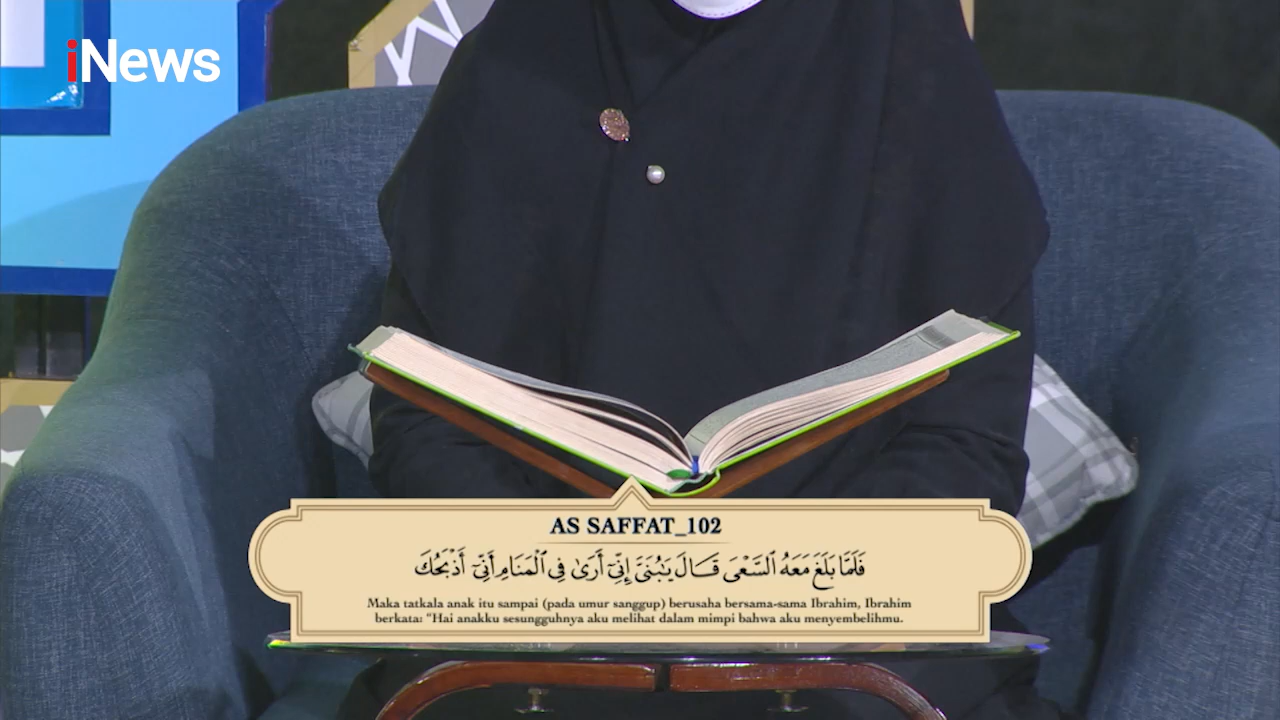 iNews
AS SAFFAT_102
فَلَمَّا بَلَغَ مَعَهُ ٱلسَّعْىَ قَالَ يَٰبُنَىَّ إِنِّىٓ أَرَىٰ فِى ٱلْمَنَامِ أَنِّىٓ أَذْبَحُكَ
Maka tatkala anak itu sampai (pada umur sanggup) berusaha bersama-sama Ibrahim, Ibrahim
berkata: “Hai anakku sesungguhnya aku melihat dalam mimpi bahwa aku menyembelihmu.